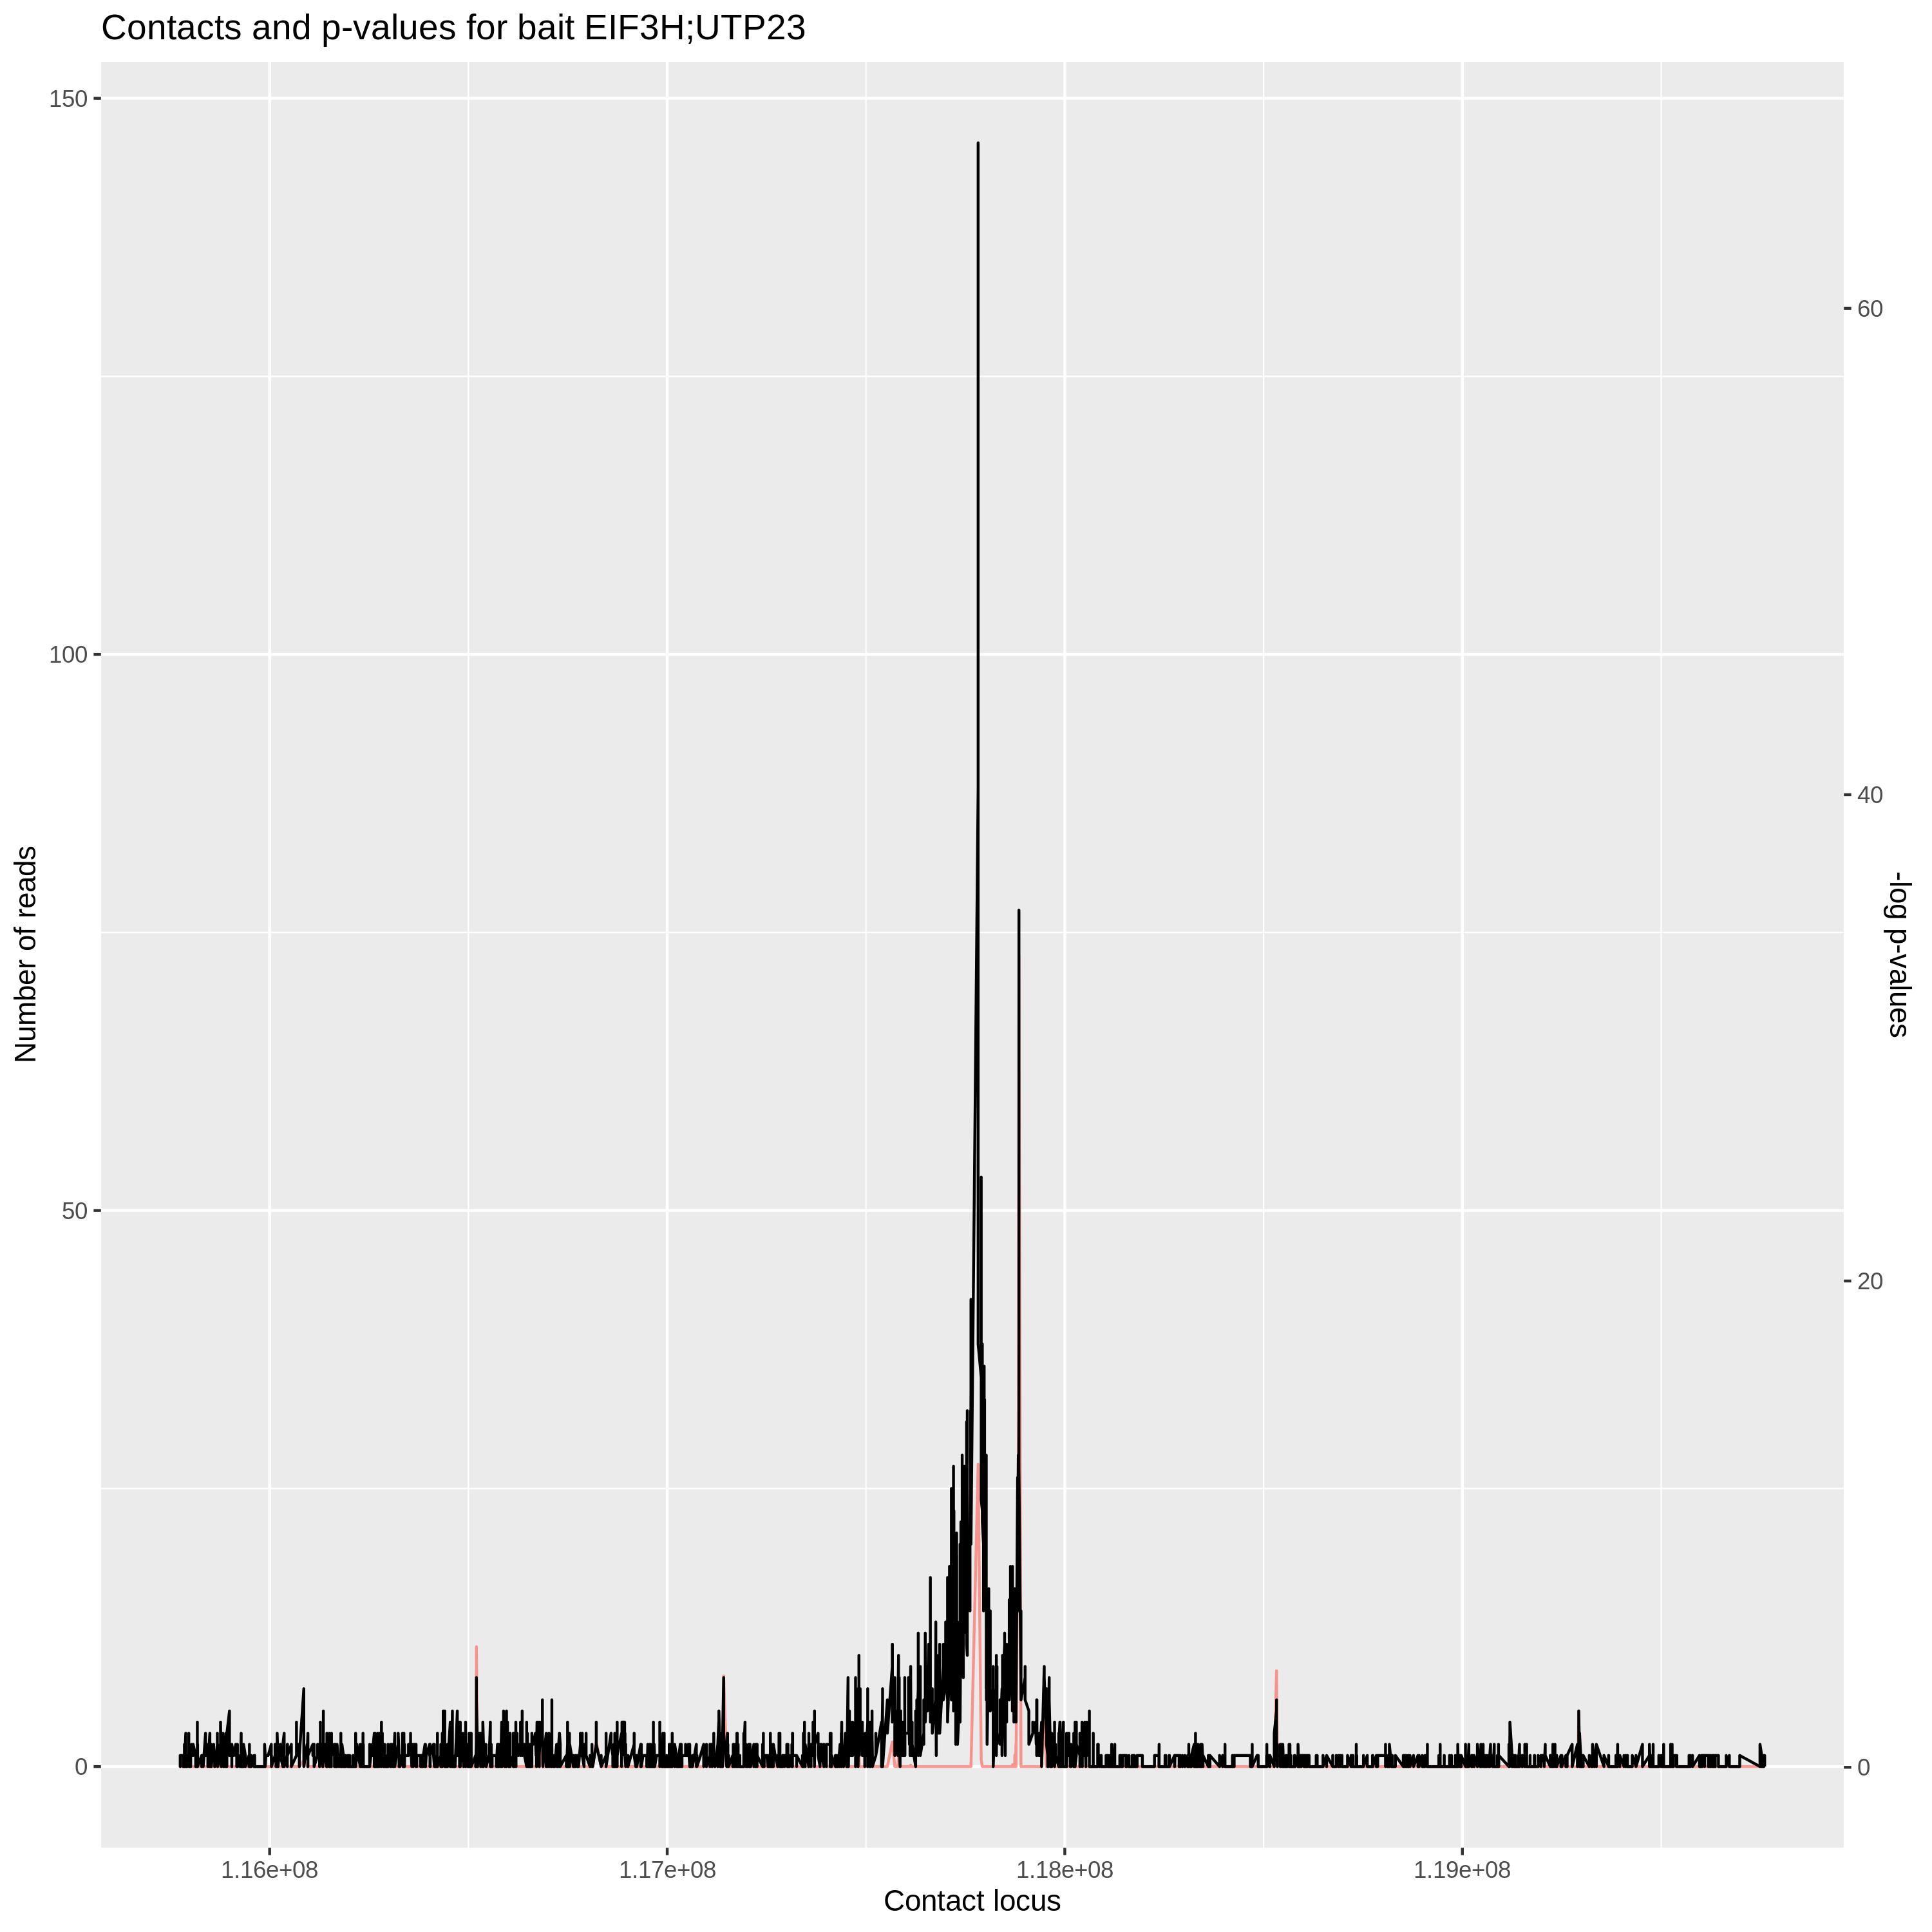 Contacts and p-values for bait EIF3H;UTP23
150
100
50
0
Number of reads
60
40
20
0
-log p-values
1.16e+08
1.17e+08
1.18e+08
1.19e+08
Contact locus